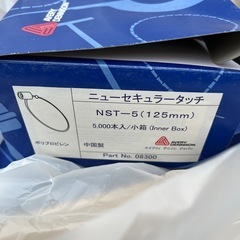 AVERY
DENNISON
ニューセキュラータッチ
NST-5(125mm)
5,000本入/小箱(Inner Box)
ポリプロピレン
中国製
AVERY
DENNISON
Part No. 08300